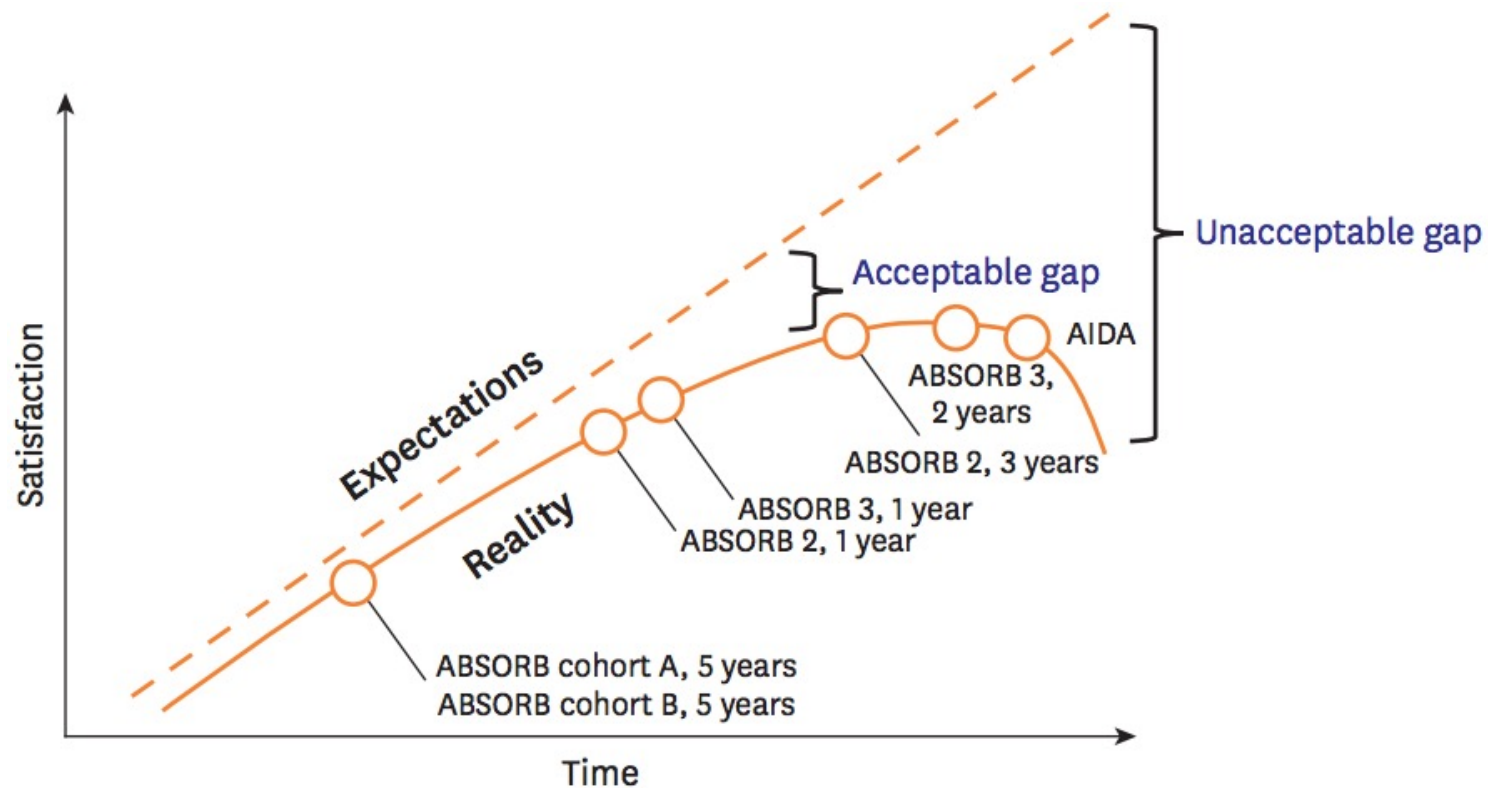 Unacceptable gap
Acceptable gap
AIDA
ABSORB 3,
2 years
Expectations
ABSORB 2, 3 years
Satisfaction
Reality
ABSORB 3, 1 year
ABSORB 2, 1 year
ABSORB cohort A, 5 years
ABSORB cohort B, 5 years
Time